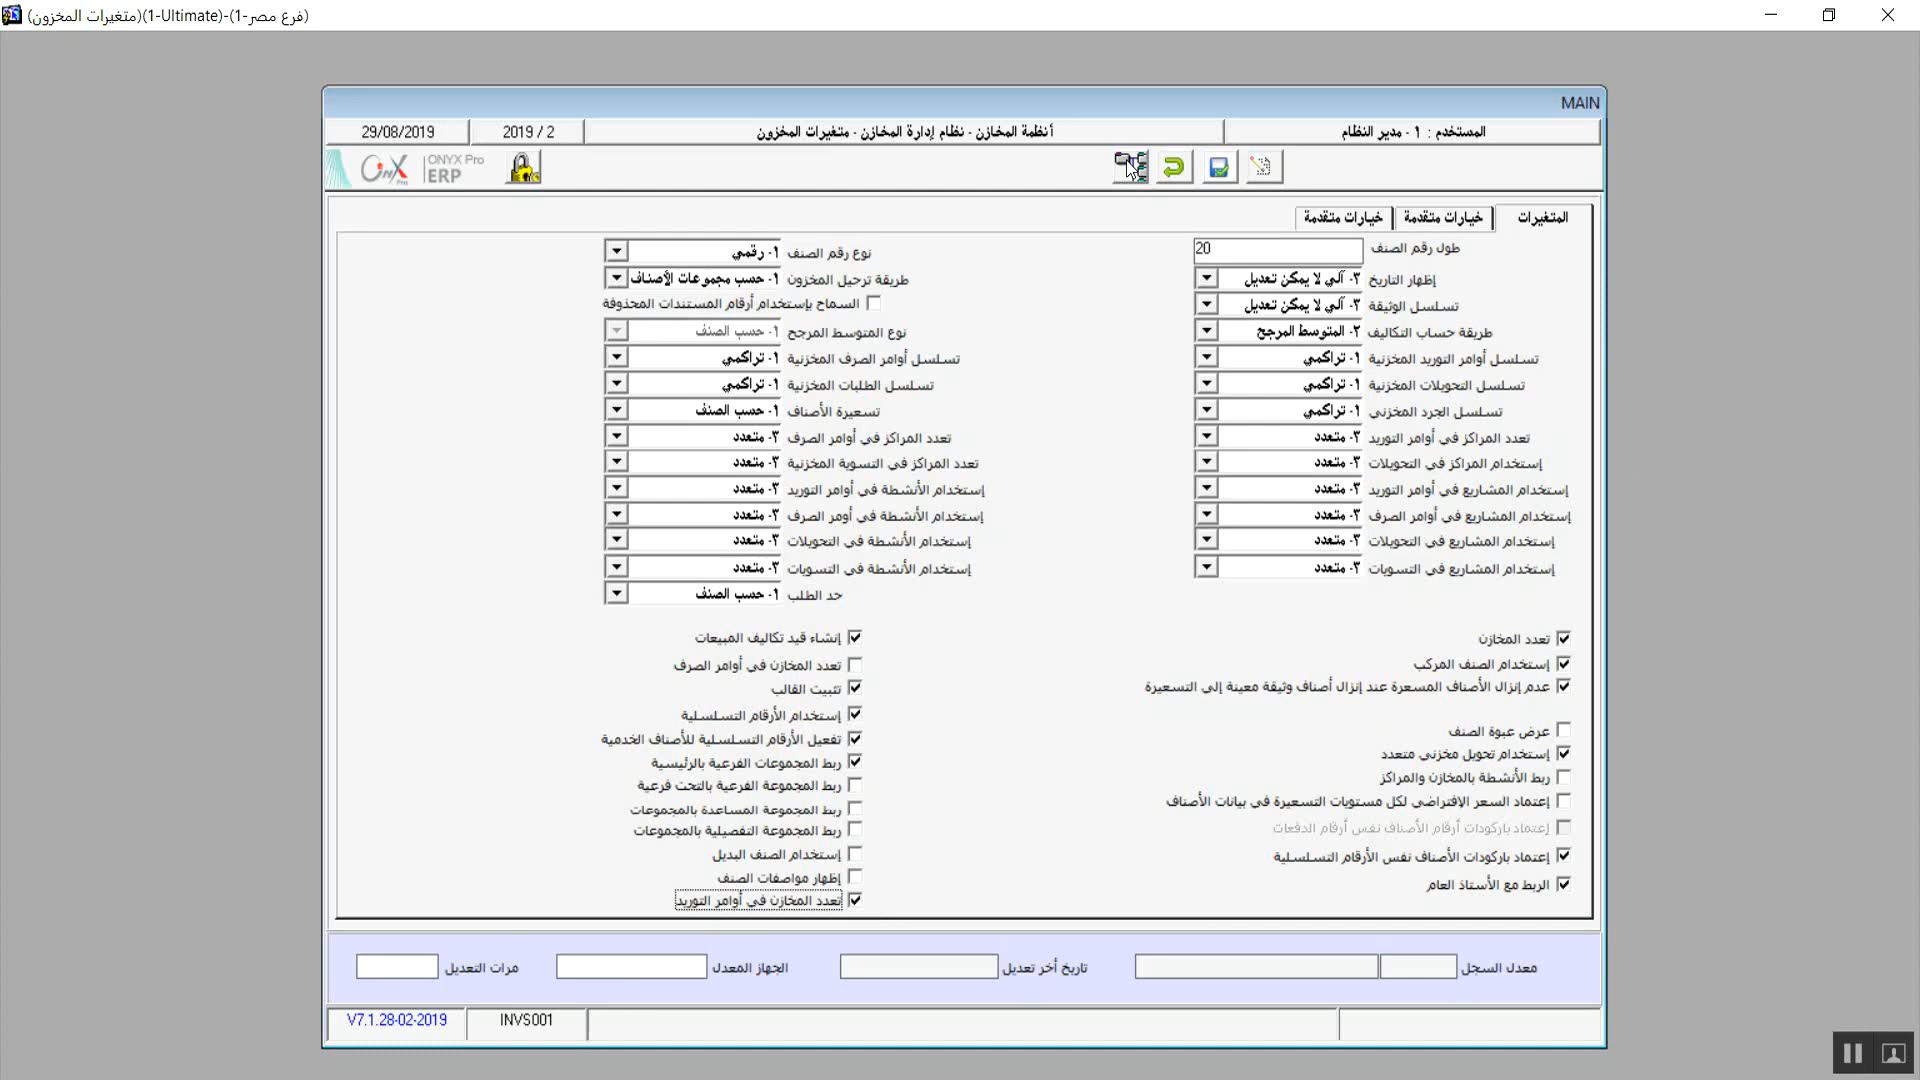 (فرع مصر-1)-(1-Ultimate)(متغيرات المخزون)
MAIN
المستخدم : ١ - مدير النظام
أنظمة المخازن - نظام إدارة المخازن - متغيرات المخزون
2019 / 2
29/08/2019
ONYX Pro
ERP
OnyX Pro
المتغيرات
خيارات متقدمة
خيارات متقدمة
طول رقم الصنف 20
نوع رقم الصنف ١- رقمي
إظهار التاريخ ٣- آلي لا يمكن تعديل
طريقة ترحيل المخزون ١- حسب مجموعات الأصناف
السماح بإستخدام أرقام المستندات المحذوفة
تسلسل الوثيقة ٣- آلي لا يمكن تعديل
طريقة حساب التكاليف ٢- المتوسط المرجح
نوع المتوسط المرجح ١- حسب الصنف
تسلسل أوامر التوريد المخزنية ١- تراكمي
تسلسل أوامر الصرف المخزنية ١- تراكمي
تسلسل التحويلات المخزنية ١- تراكمي
تسلسل الطلبات المخزنية ١- تراكمي
تسلسل الجرد المخزني ١- تراكمي
تسعيرة الأصناف ١- حسب الصنف
تعدد المراكز في أوامر التوريد ٣- متعدد
تعدد المراكز في أوامر الصرف ٣- متعدد
إستخدام المراكز في التحويلات ٣- متعدد
تعدد المراكز في التسوية المخزنية ٣- متعدد
إستخدام المشاريع في أوامر التوريد ٣- متعدد
إستخدام الأنشطة في أوامر التوريد ٣- متعدد
إستخدام المشاريع في أوامر الصرف ٣- متعدد
إستخدام الأنشطة في أومر الصرف ٣- متعدد
إستخدام المشاريع في التحويلات ٣- متعدد
إستخدام الأنشطة في التحويلات ٣- متعدد
إستخدام المشاريع في التسويات ٣- متعدد
إستخدام الأنشطة في التسويات ٣- متعدد
حد الطلب ١- حسب الصنف
تعدد المخازن
إستخدام الصنف المركب
عدم إنزال الأصناف المسعرة عند إنزال أصناف وثيقة معينة إلى التسعيرة
عرض عبوة الصنف
إستخدام تحويل مخزني متعدد
ربط الأنشطة بالمخازن والمراكز
إعتماد السعر الإفتراضي لكل مستويات التسعيرة في بيانات الأصناف
إعتماد باركودات أرقام الأصناف نفس أرقام الدفعات
إعتماد باركودات الأصناف نفس الأرقام التسلسلية
الربط مع الأستاذ العام
إنشاء قيد تكاليف المبيعات
تعدد المخازن في أوامر الصرف
تثبيت القالب
إستخدام الأرقام التسلسلية
تفعيل الأرقام التسلسلية للأصناف الخدمية
ربط المجموعات الفرعية بالرئيسية
ربط المجموعة الفرعية بالتحت فرعية
ربط المجموعة المساعدة بالمجموعات
ربط المجموعة التفصيلية بالمجموعات
إستخدام الصنف البديل
إظهار مواصفات الصنف
تعدد المخازن في أوامر التوريد
معدل السجل
تاريخ أخر تعديل
الجهاز المعدل
مرات التعديل
INVS001
V7.1.28-02-2019